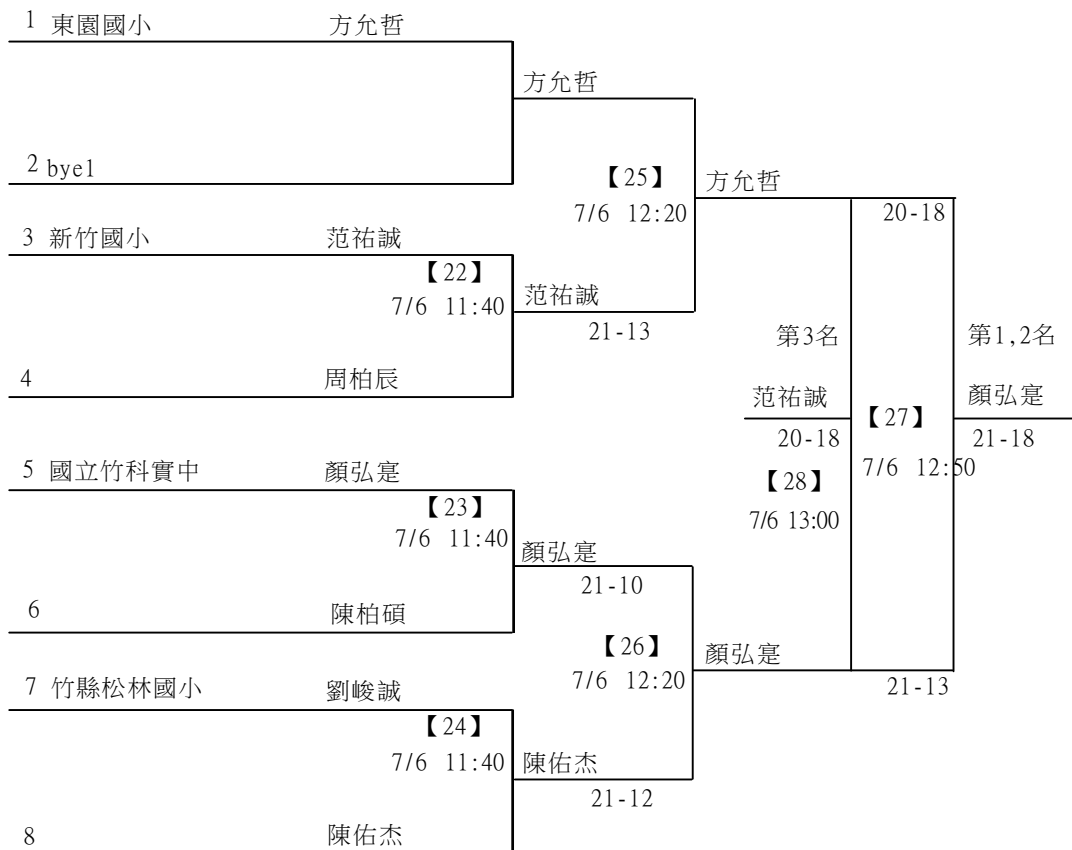 1 東園國小 方允哲
方允哲
2 bye1
【25】
7/6 12:20
方允哲
20-18
3 新竹國小 范祐誠
【22】
7/6 11:40
范祐誠
21-13
4 周柏辰
第3名
第1,2名
范祐誠
20-18
【27】
7/6 12:50
顏弘寔
21-18
【28】
7/6 13:00
5 國立竹科實中 顏弘寔
【23】
7/6 11:40
顏弘寔
21-10
6 陳柏碩
【26】
7/6 12:20
顏弘寔
21-13
7 竹縣松林國小 劉峻誠
【24】
7/6 11:40
陳佑杰
21-12
8 陳佑杰